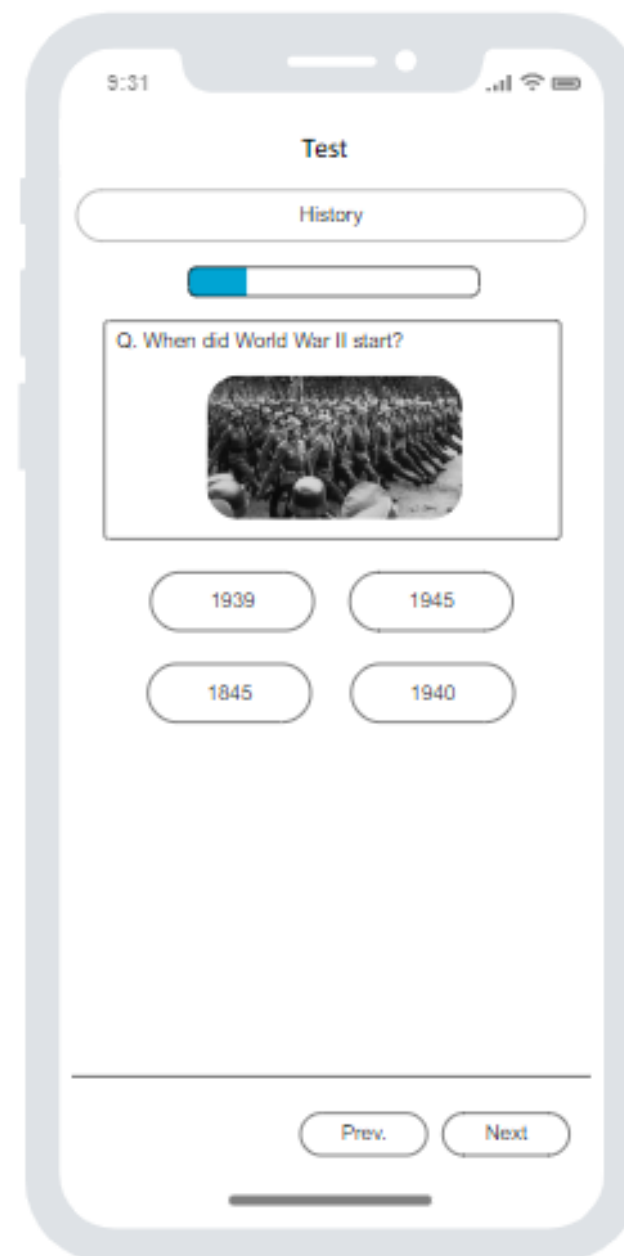 9:31
Test
History
Q. When did World War II start?
1939
1945
1845
1940
Prev.
Next